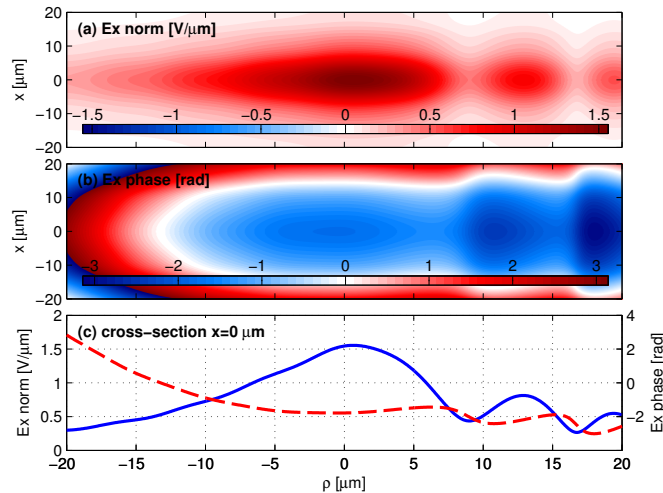 20
10
0
−10
−20
x [μm]
(a) Ex norm [V/μm]
−1.5 −1 −0.5 0 0.5 1 1.5
20
10
0
−10
−20
x [μm]
(b) Ex phase [rad]
−3 −2 −1 0 1 2 3
2
1.5
1
0.5
0
Ex norm [V/μm]
(c) cross−section x=0 μm
4
2
0
−2
Ex phase [rad]
−20 −15 −10 −5 0 5 10 15 20
ρ [μm]